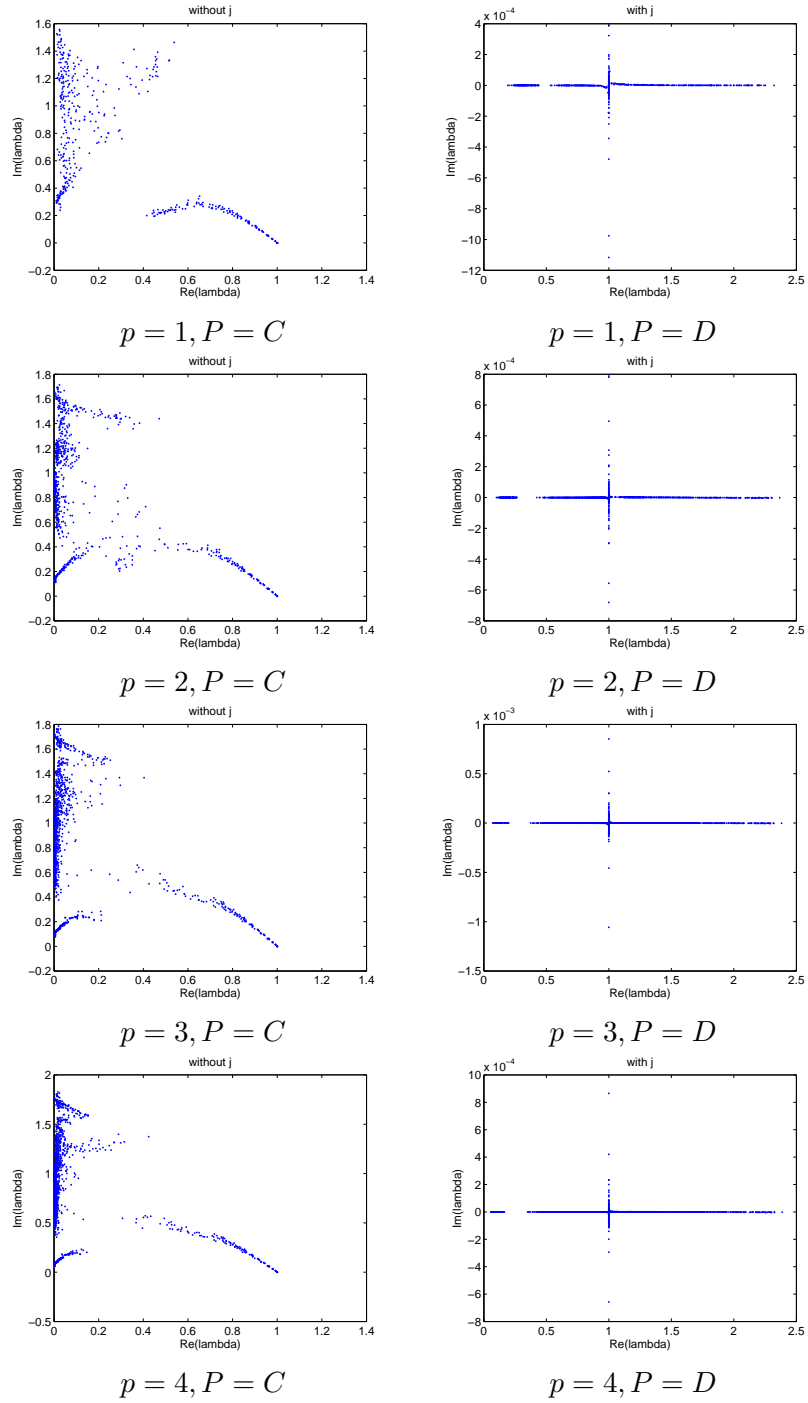 without j
1.6
1.4
1.2
1
0.8
0.6
0.4
0.2
0
−0.2
Im(lambda)
0 0.2 0.4 0.6 0.8 1 1.2 1.4
Re(lambda)
p = 1, P = C
with j
x 10⁻⁴
4
2
0
−2
−4
−6
−8
−10
−12
Im(lambda)
0 0.5 1 1.5 2 2.5
Re(lambda)
p = 1, P = D
without j
1.8
1.6
1.4
1.2
1
0.8
0.6
0.4
0.2
0
−0.2
Im(lambda)
0 0.2 0.4 0.6 0.8 1 1.2 1.4
Re(lambda)
p = 2, P = C
with j
x 10⁻⁴
8
6
4
2
0
−2
−4
−6
−8
Im(lambda)
0 0.5 1 1.5 2 2.5
Re(lambda)
p = 2, P = D
without j
1.8
1.6
1.4
1.2
1
0.8
0.6
0.4
0.2
0
−0.2
Im(lambda)
0 0.2 0.4 0.6 0.8 1 1.2 1.4
Re(lambda)
p = 3, P = C
with j
x 10⁻³
1
0.5
0
−0.5
−1
−1.5
Im(lambda)
0 0.5 1 1.5 2 2.5
Re(lambda)
p = 3, P = D
without j
2
1.5
1
0.5
0
−0.5
Im(lambda)
0 0.2 0.4 0.6 0.8 1 1.2 1.4
Re(lambda)
p = 4, P = C
with j
x 10⁻⁴
10
8
6
4
2
0
−2
−4
−6
−8
Im(lambda)
0 0.5 1 1.5 2 2.5
Re(lambda)
p = 4, P = D